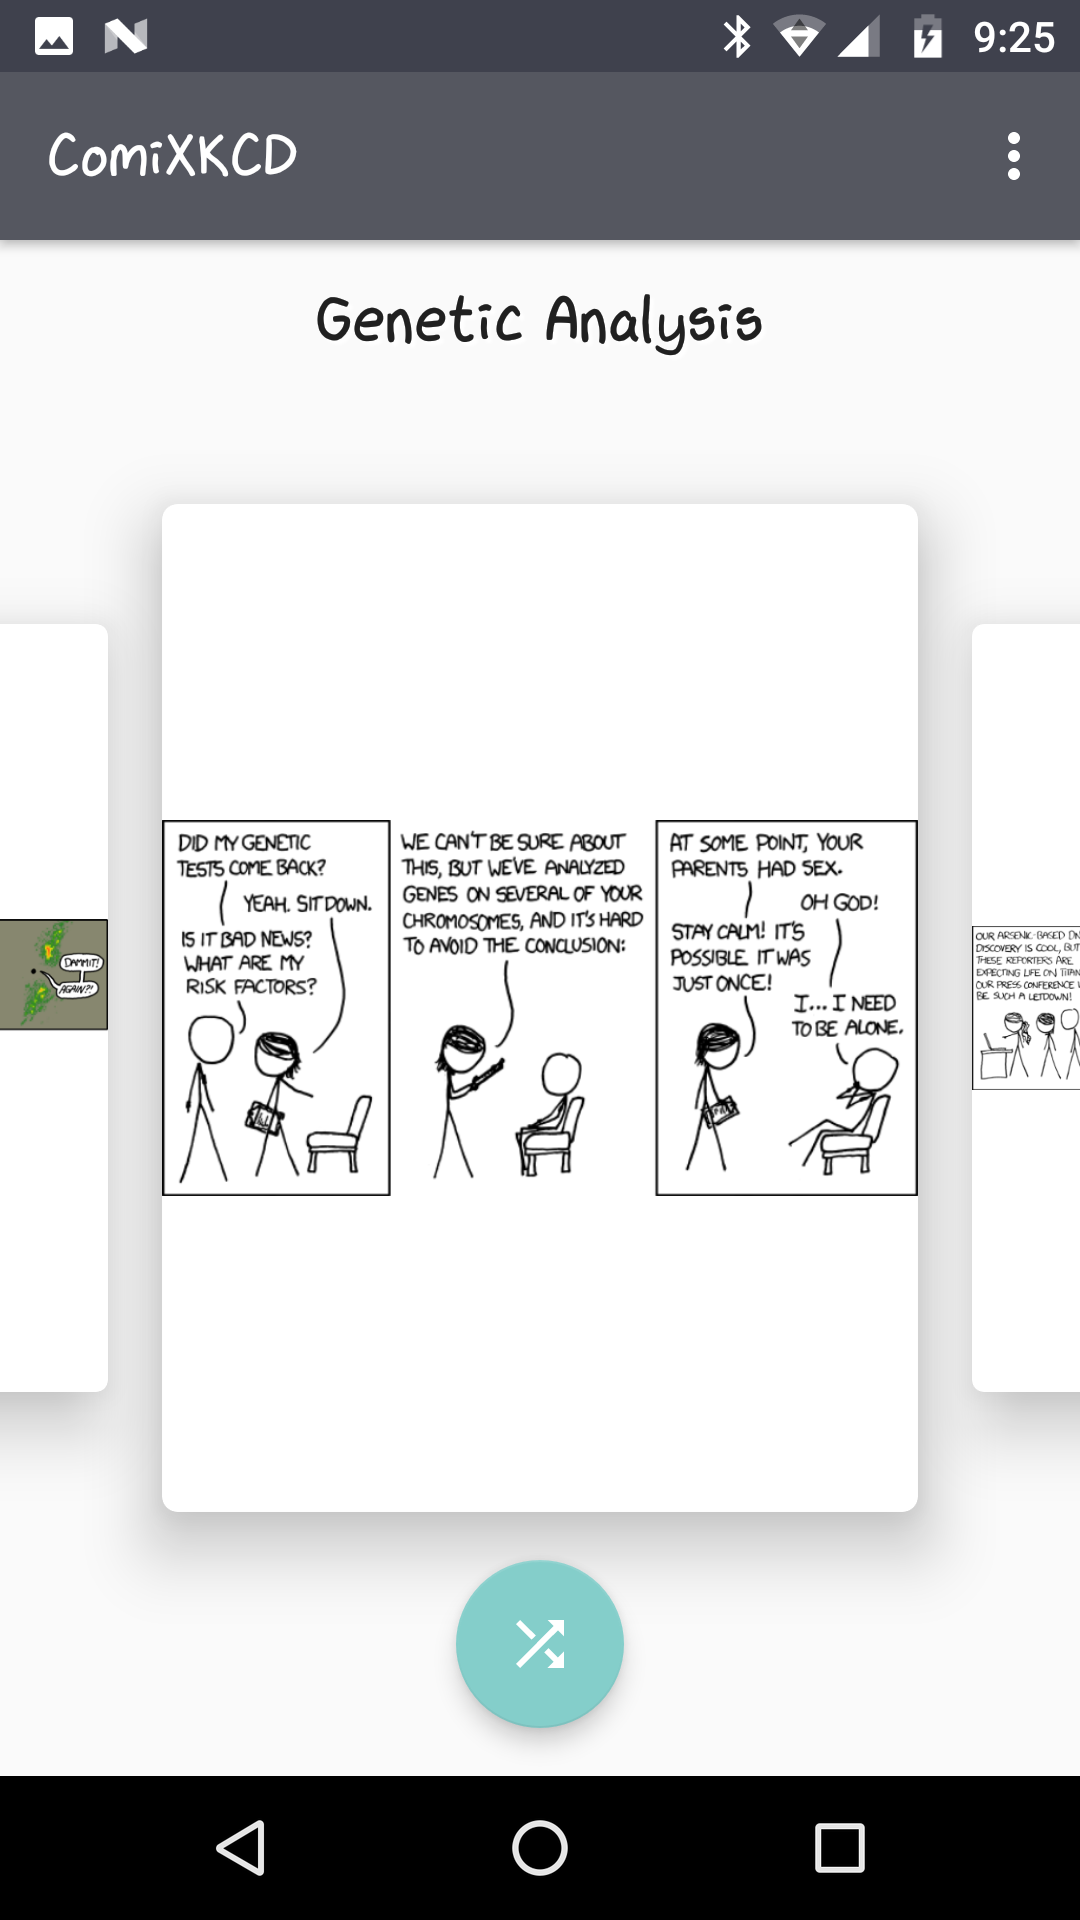 9:25
ComiXKCD
Genetic Analysis
DAMMIT!
AGAIN?!
DID MY GENETIC
TESTS COME BACK?
YEAH. SIT DOWN.
IS IT BAD NEWS?
WHAT ARE MY
RISK FACTORS?
WE CAN'T BE SURE ABOUT
THIS, BUT WE'VE ANALYZED
GENES ON SEVERAL OF YOUR
CHROMOSOMES, AND IT'S HARD
TO AVOID THE CONCLUSION:
AT SOME POINT, YOUR
PARENTS HAD SEX.
OH GOD!
STAY CALM! IT'S
POSSIBLE IT WAS
JUST ONCE!
I... I NEED
TO BE ALONE.
OUR ARSENIC-BASED DN
DISCOVERY IS COOL, BUT
THESE REPORTERS ARE
EXPECTING LIFE ON TITAN
OUR PRESS CONFERENCE W
BE SUCH A LETDOWN!